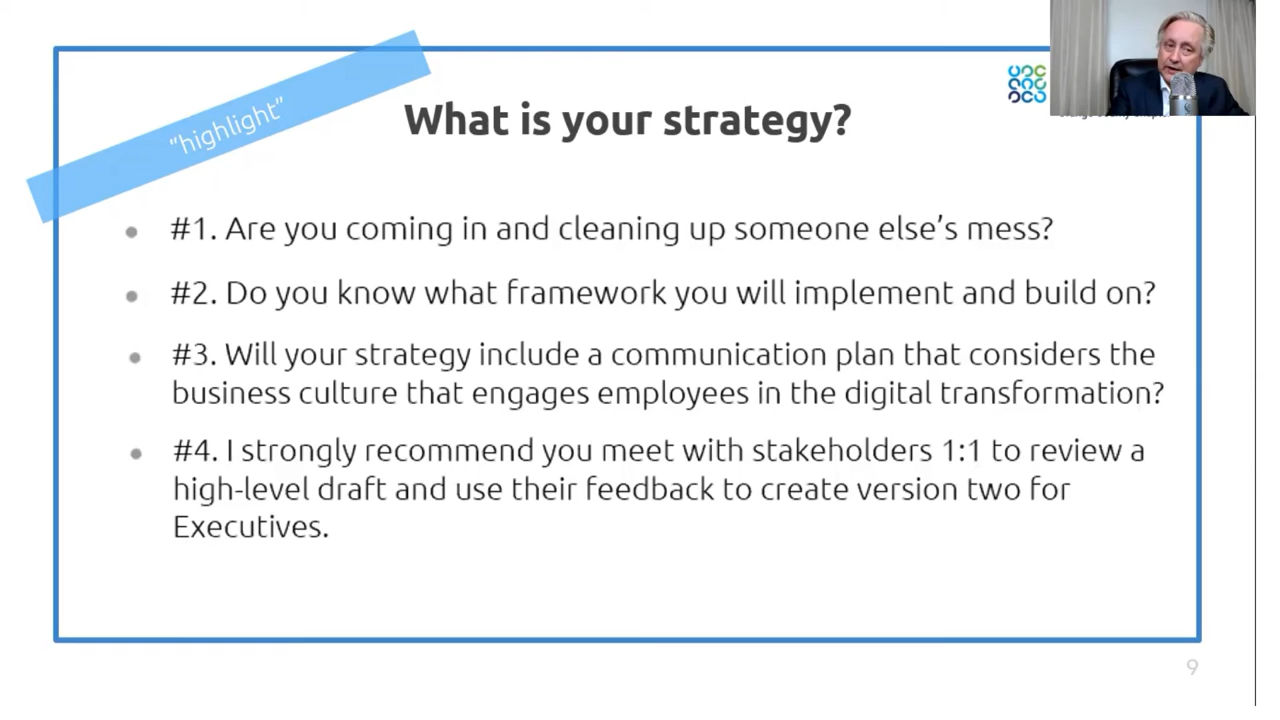 “highlight”
What is your strategy?
#1. Are you coming in and cleaning up someone else’s mess?
#2. Do you know what framework you will implement and build on?
#3. Will your strategy include a communication plan that considers the
business culture that engages employees in the digital transformation?
#4. I strongly recommend you meet with stakeholders 1:1 to review a
high-level draft and use their feedback to create version two for
Executives.
9